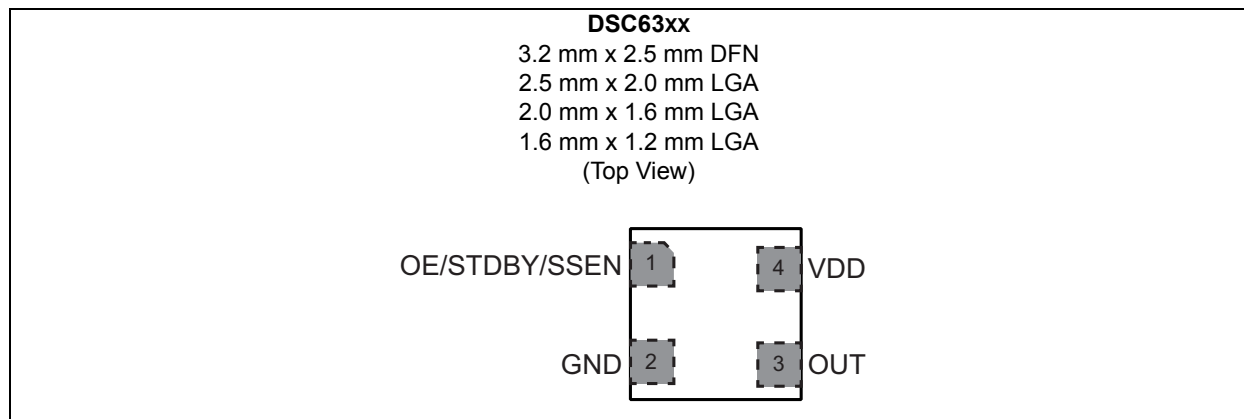 DSC63xx
3.2 mm x 2.5 mm DFN
2.5 mm x 2.0 mm LGA
2.0 mm x 1.6 mm LGA
1.6 mm x 1.2 mm LGA
(Top View)
OE/STDBY/SSEN 1 4 VDD
GND 2 3 OUT